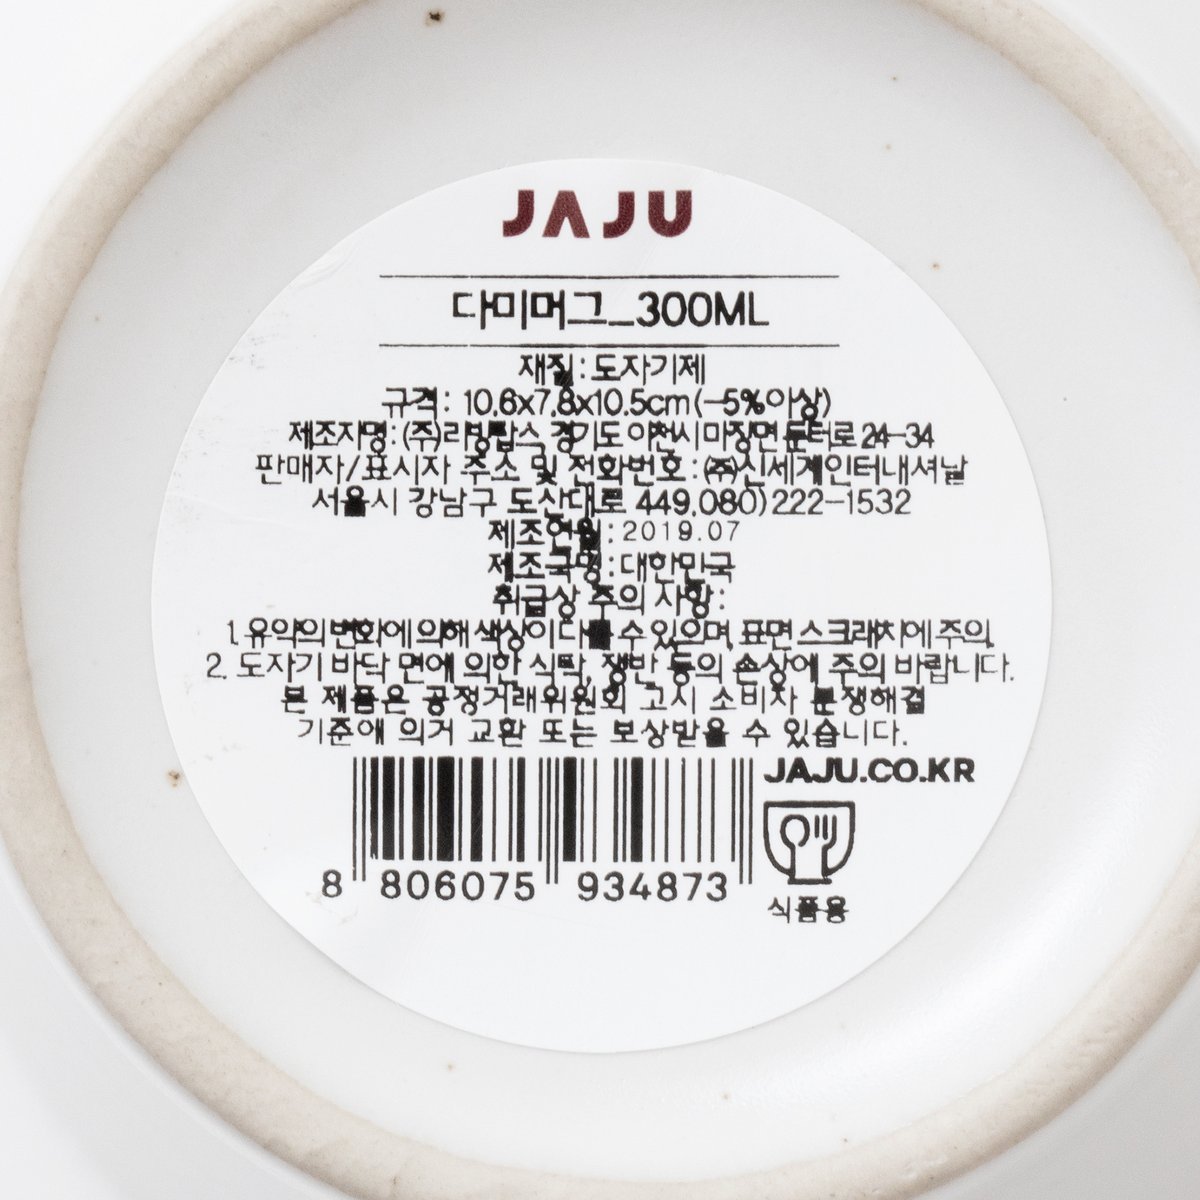 JAJU
다미머그_300ML
재질 : 도자기제
규격 : 10.6x7.8x10.5cm(-5%이상)
제조자명 : (주)리빙탑스 경기도 이천시 마장면 둔터로 24-34
판매자/표시자 주소 및 전화번호 : (주)신세계인터내셔날
서울시 강남구 도산대로 449,080)222-1532
제조연월 : 2019.07
제조국명 : 대한민국
취급상 주의 사항 :
1. 유약의 변화에 의해 색상이 다를 수 있으며, 표면 스크래치에 주의,
2. 도자기 바닥 면에 의한 식탁, 쟁반 등의 손상에 주의 바랍니다.
본 제품은 공정거래위원회 고시 소비자 분쟁해결
기준에 의거 교환 또는 보상받을 수 있습니다.
JAJU.CO.KR
8 806075 934873
식품용